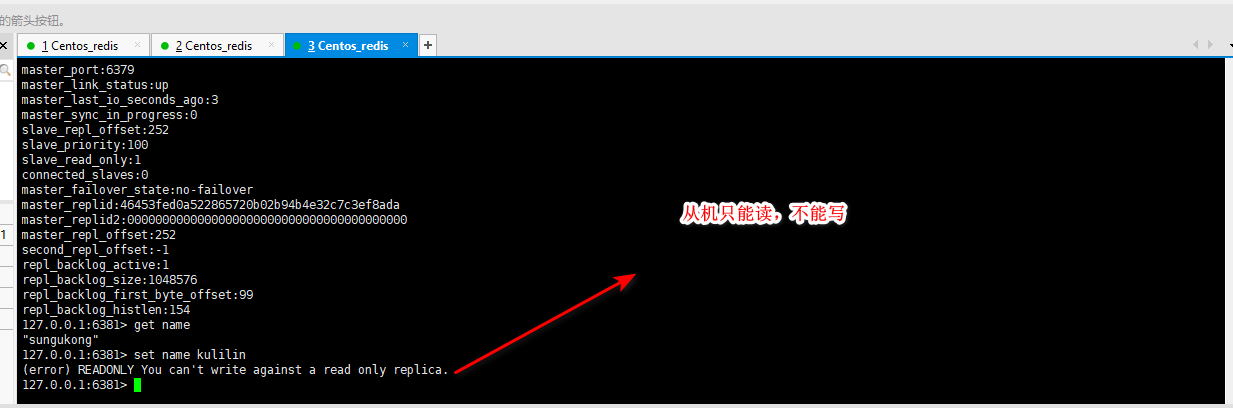 的箭头按钮。
1 Centos_redis
2 Centos_redis
3 Centos_redis
1
master_port:6379
master_link_status:up
master_last_io_seconds_ago:3
master_sync_in_progress:0
slave_repl_offset:252
slave_priority:100
slave_read_only:1
connected_slaves:0
master_failover_state:no-failover
master_replid:46453fed0a522865720b02b94b4e32c7c3ef8ada
master_replid2:0000000000000000000000000000000000000000
master_repl_offset:252
second_repl_offset:-1
repl_backlog_active:1
repl_backlog_size:1048576
repl_backlog_first_byte_offset:99
repl_backlog_histlen:154
127.0.0.1:6381> get name
"sungukong"
127.0.0.1:6381> set name kulilin
(error) READONLY You can't write against a read only replica.
127.0.0.1:6381>
从机只能读，不能写